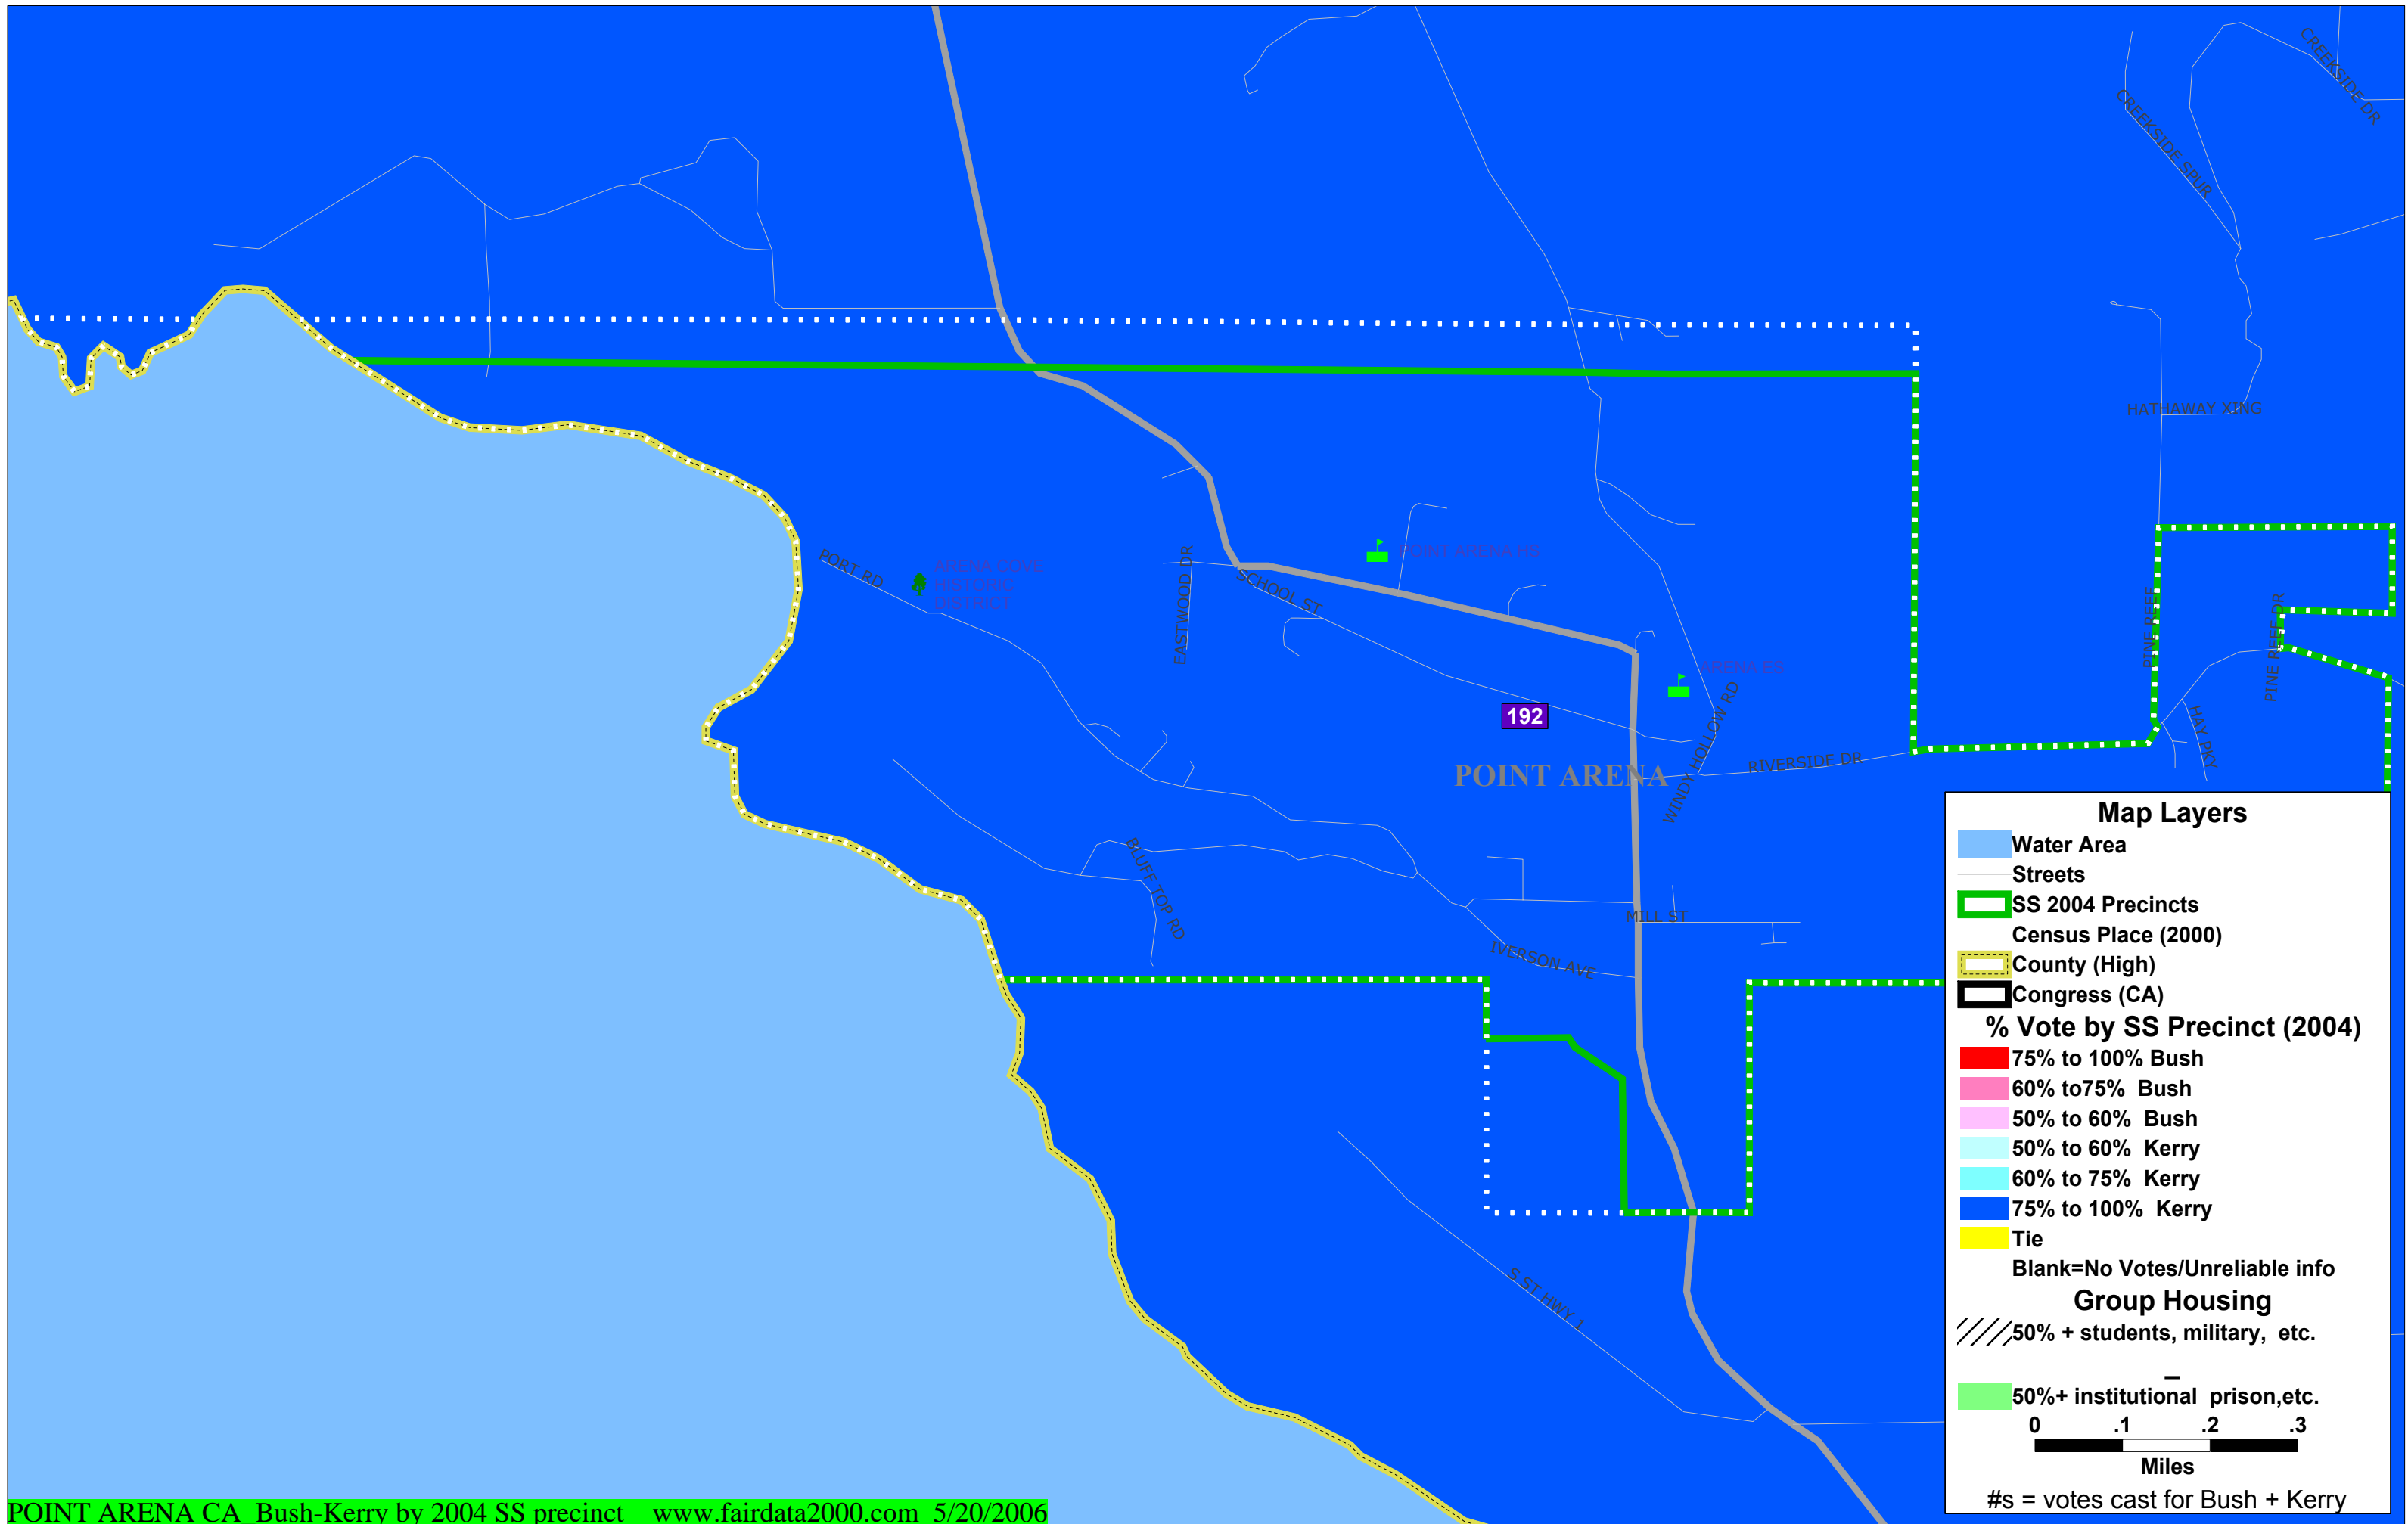 CREEKSIDE DR
CREEKSIDE SPUR
HATHAWAY XING
PORT RD
ARENA COVE
HISTORIC
DISTRICT
EASTWOOD DR
SCHOOL ST
POINT ARENA HS
ARENA ES
192
POINT ARENA
WINDY HOLLOW RD
RIVERSIDE DR
PINE REEF
PINE REEF DR
HAY PKY
BLUFF TOP RD
MILL ST
IVERSON AVE
S ST HWY 1
Map Layers
Water Area
Streets
SS 2004 Precincts
Census Place (2000)
County (High)
Congress (CA)
% Vote by SS Precinct (2004)
75% to 100% Bush
60% to75% Bush
50% to 60% Bush
50% to 60% Kerry
60% to 75% Kerry
75% to 100% Kerry
Tie
Blank=No Votes/Unreliable info
Group Housing
50% + students, military, etc.
50%+ institutional prison,etc.
0 .1 .2 .3
Miles
#s = votes cast for Bush + Kerry
POINT ARENA CA Bush-Kerry by 2004 SS precinct www.fairdata2000.com 5/20/2006